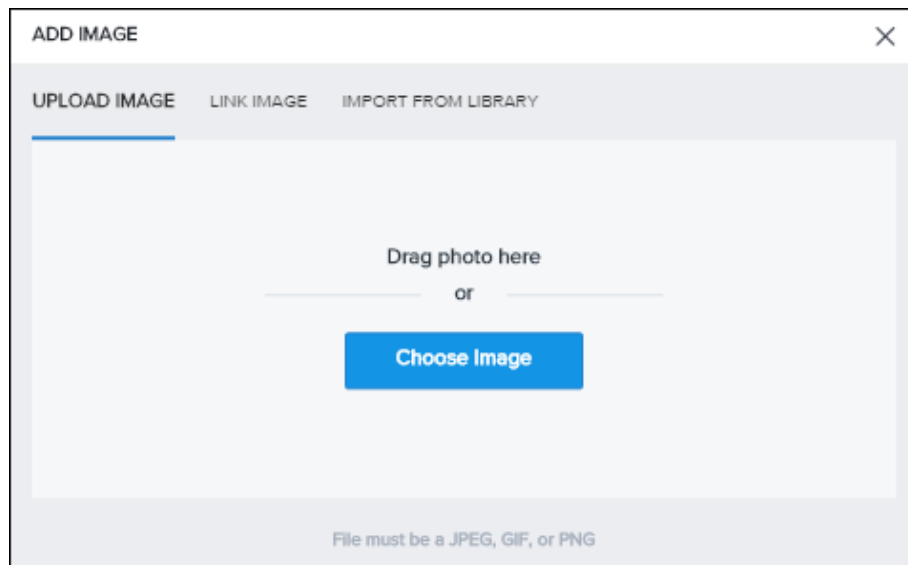 ADD IMAGE
UPLOAD IMAGE LINK IMAGE IMPORT FROM LIBRARY
Drag photo here
or
Choose Image
File must be a JPEG, GIF, or PNG